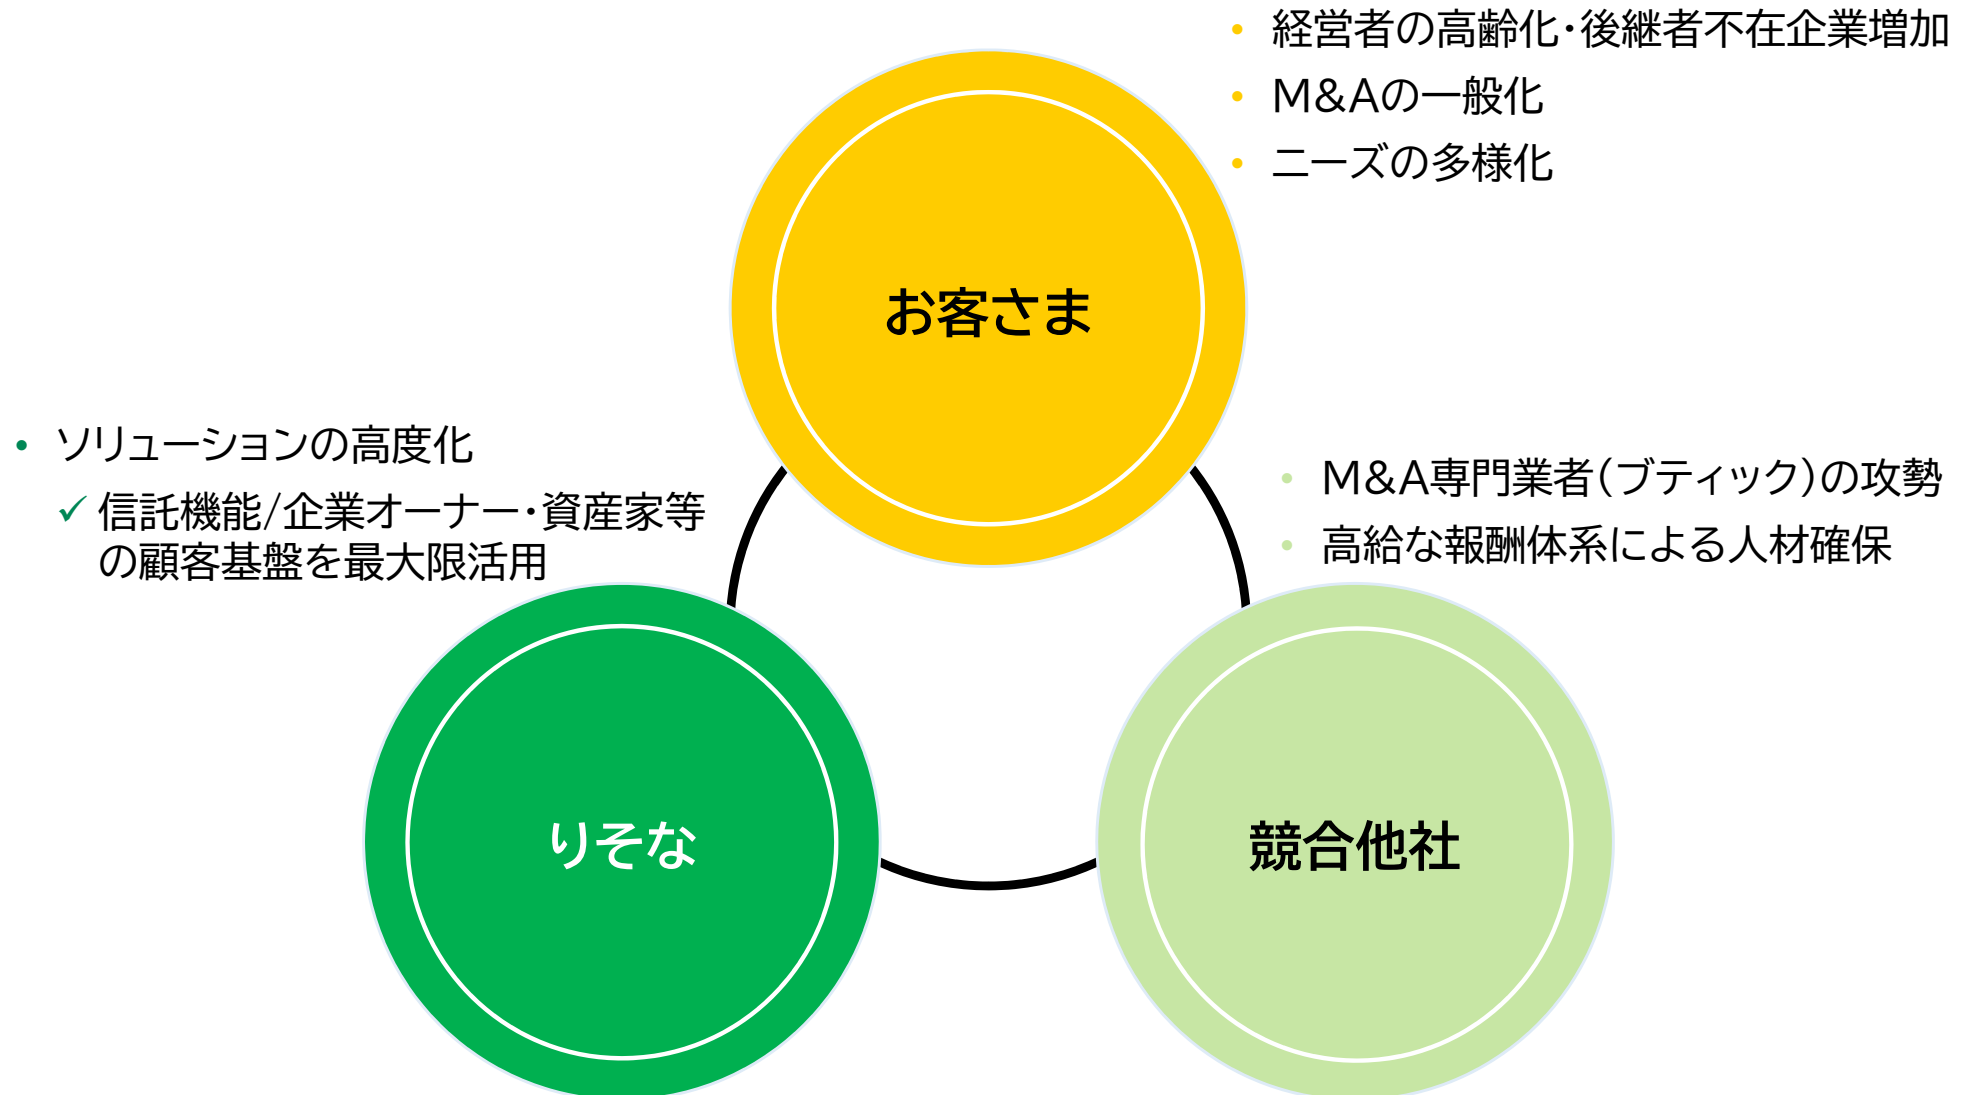 • 経営者の高齢化・後継者不在企業増加
• M&Aの一般化
• ニーズの多様化
お客さま
• ソリューションの高度化
✓ 信託機能/企業オーナー・資産家等
の顧客基盤を最大限活用
• M&A専門業者(ブティック)の攻勢
• 高給な報酬体系による人材確保
りそな
競合他社